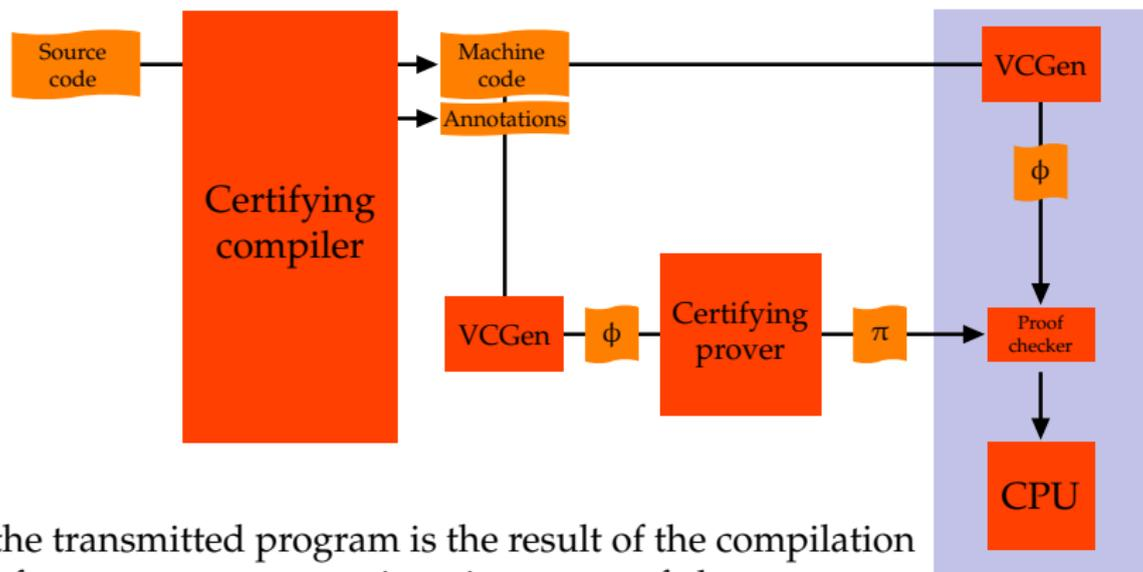 Source
code
Certifying
compiler
Machine
code
Annotations
VCGen
ϕ
Certifying
prover
π
VCGen
ϕ
Proof
checker
CPU
the transmitted program is the result of the compilation